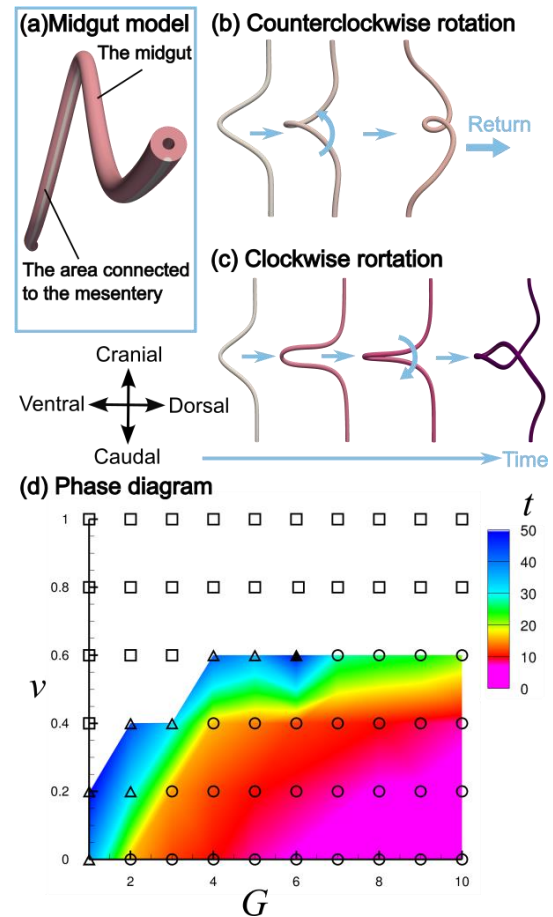 (a)Midgut model
The midgut
The area connected
to the mesentery
(b) Counterclockwise rotation
Return
(c) Clockwise rortation
Cranial
Ventral
Dorsal
Caudal
Time
(d) Phase diagram
t
50
40
30
20
10
0
1
0.8
0.6
0.4
0.2
0
v
2
4
6
8
10
G